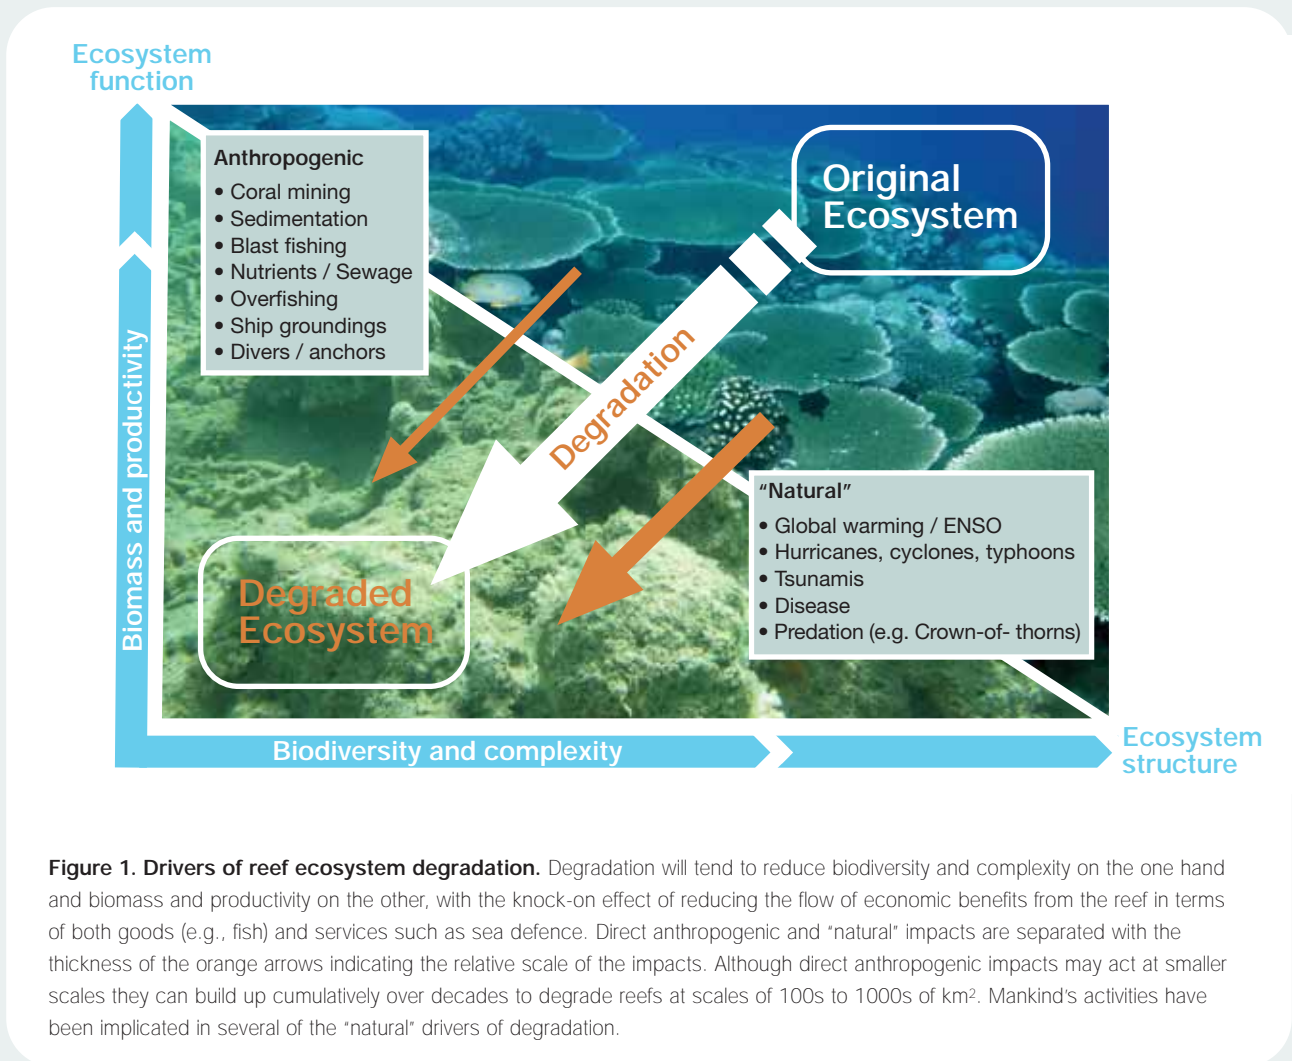 Ecosystem
function
Anthropogenic
• Coral mining
• Sedimentation
• Blast fishing
• Nutrients / Sewage
• Overfishing
• Ship groundings
• Divers / anchors
Original
Ecosystem
Degradation
Biomass and productivity
"Natural"
• Global warming / ENSO
• Hurricanes, cyclones, typhoons
• Tsunamis
• Disease
• Predation (e.g. Crown-of- thorns)
Degraded
Ecosystem
Biodiversity and complexity
Ecosystem
structure
Figure 1. Drivers of reef ecosystem degradation. Degradation will tend to reduce biodiversity and complexity on the one hand
and biomass and productivity on the other, with the knock-on effect of reducing the flow of economic benefits from the reef in terms
of both goods (e.g., fish) and services such as sea defence. Direct anthropogenic and "natural" impacts are separated with the
thickness of the orange arrows indicating the relative scale of the impacts. Although direct anthropogenic impacts may act at smaller
scales they can build up cumulatively over decades to degrade reefs at scales of 100s to 1000s of km². Mankind's activities have
been implicated in several of the "natural" drivers of degradation.